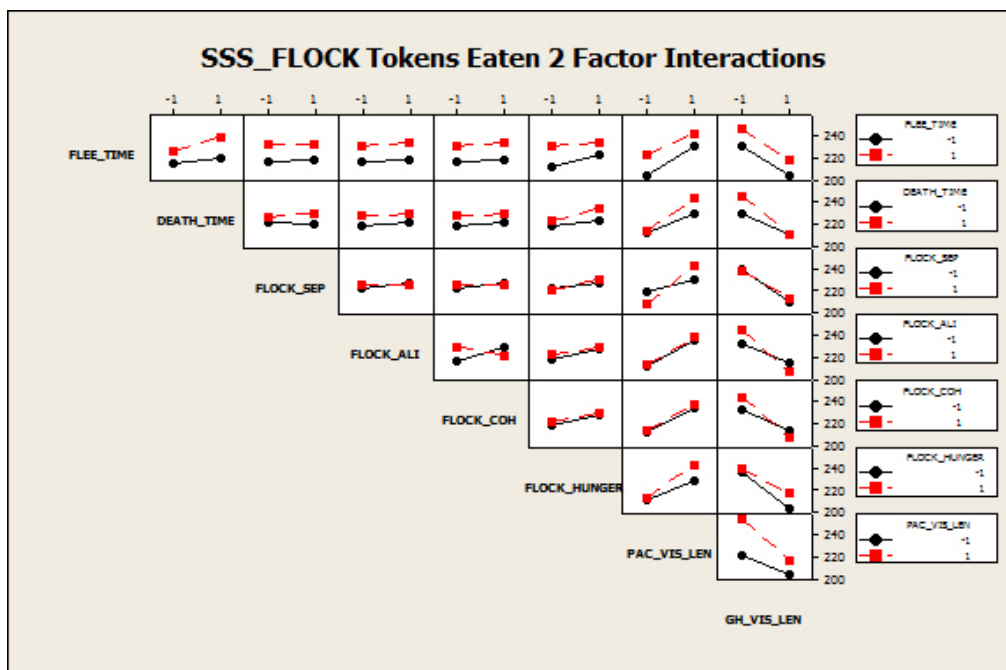 SSS_FLOCK Tokens Eaten 2 Factor Interactions
-1 1 -1 1 -1 1 -1 1 -1 1 -1 1 -1 1
FLEE_TIME
240
220
200
FLEE_TIME
-1
1
DEATH_TIME
240
220
200
DEATH_TIME
-1
1
FLOCK_SEP
240
220
200
FLOCK_SEP
-1
1
FLOCK_ALI
240
220
200
FLOCK_ALI
-1
1
FLOCK_COH
240
220
200
FLOCK_COH
-1
1
FLOCK_HUNGER
240
220
200
FLOCK_HUNGER
-1
1
PAC_VIS_LEN
240
220
200
PAC_VIS_LEN
-1
1
GH_VIS_LEN